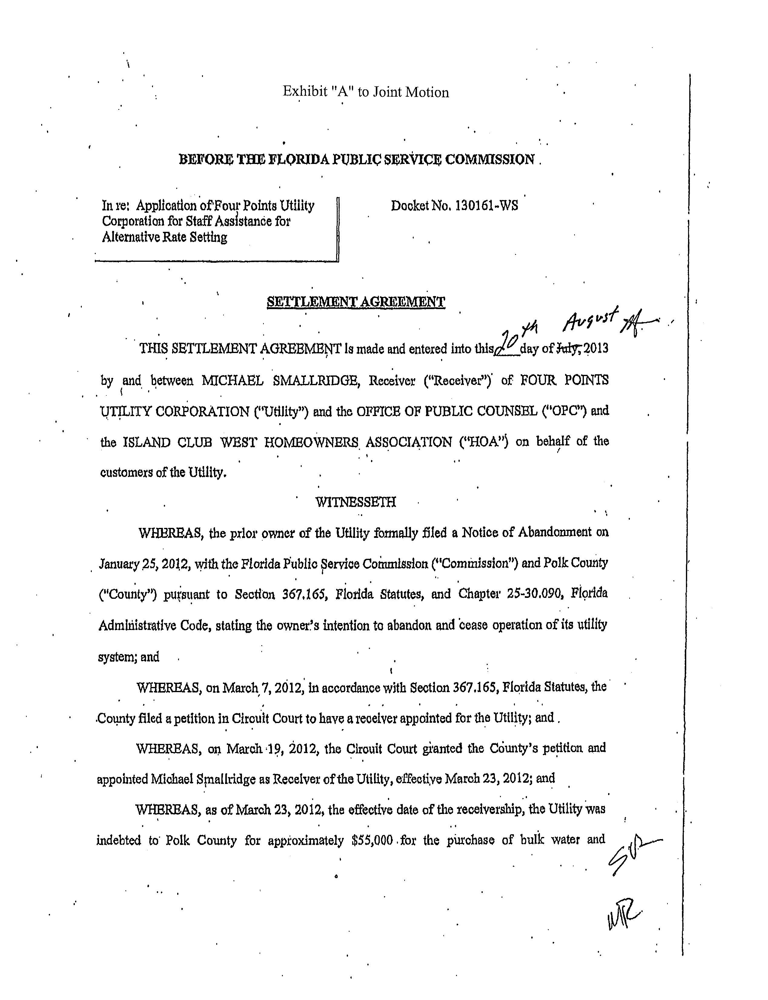 Exhibit "A" to Joint Motion
BEFORE THE FLORIDA PUBLIC SERVICE COMMISSION
In re: Application of Four Points Utility
Corporation for Staff Assistance for
Alternative Rate Setting
Docket No. 130161-WS
SETTLEMENT AGREEMENT
August
THIS SETTLEMENT AGREEMENT is made and entered into this 20th day of July, 2013
by and between MICHAEL SMALLRIDGE, Receiver ("Receiver") of FOUR POINTS
UTILITY CORPORATION ("Utility") and the OFFICE OF PUBLIC COUNSEL ("OPC") and
the ISLAND CLUB WEST HOMEOWNERS ASSOCIATION ("HOA") on behalf of the
customers of the Utility.
WITNESSETH
WHEREAS, the prior owner of the Utility formally filed a Notice of Abandonment on
January 25, 2012, with the Florida Public Service Commission ("Commission") and Polk County
("County") pursuant to Section 367.165, Florida Statutes, and Chapter 25-30.090, Florida
Administrative Code, stating the owner's intention to abandon and cease operation of its utility
system; and
WHEREAS, on March 7, 2012, in accordance with Section 367.165, Florida Statutes, the
County filed a petition in Circuit Court to have a receiver appointed for the Utility; and
WHEREAS, on March 19, 2012, the Circuit Court granted the County's petition and
appointed Michael Smallridge as Receiver of the Utility, effective March 23, 2012; and
WHEREAS, as of March 23, 2012, the effective date of the receivership, the Utility was
indebted to Polk County for approximately $55,000 for the purchase of bulk water and